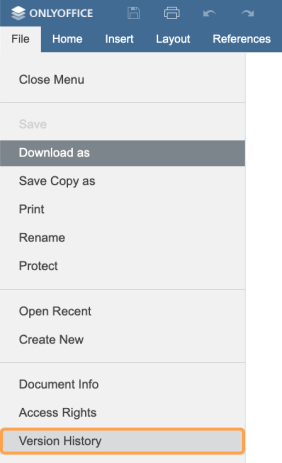 ONLYOFFICE
File Home Insert Layout References
Close Menu
Save
Download as
Save Copy as
Print
Rename
Protect
Open Recent
Create New
Document Info
Access Rights
Version History